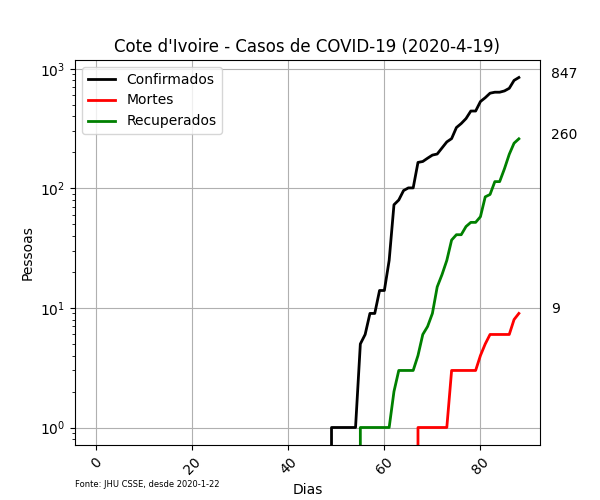 Cote d'Ivoire - Casos de COVID-19 (2020-4-19)
Confirmados
Mortes
Recuperados
10³
10²
10¹
10⁰
Pessoas
847
260
9
0
20
40
60
80
Dias
Fonte: JHU CSSE, desde 2020-1-22